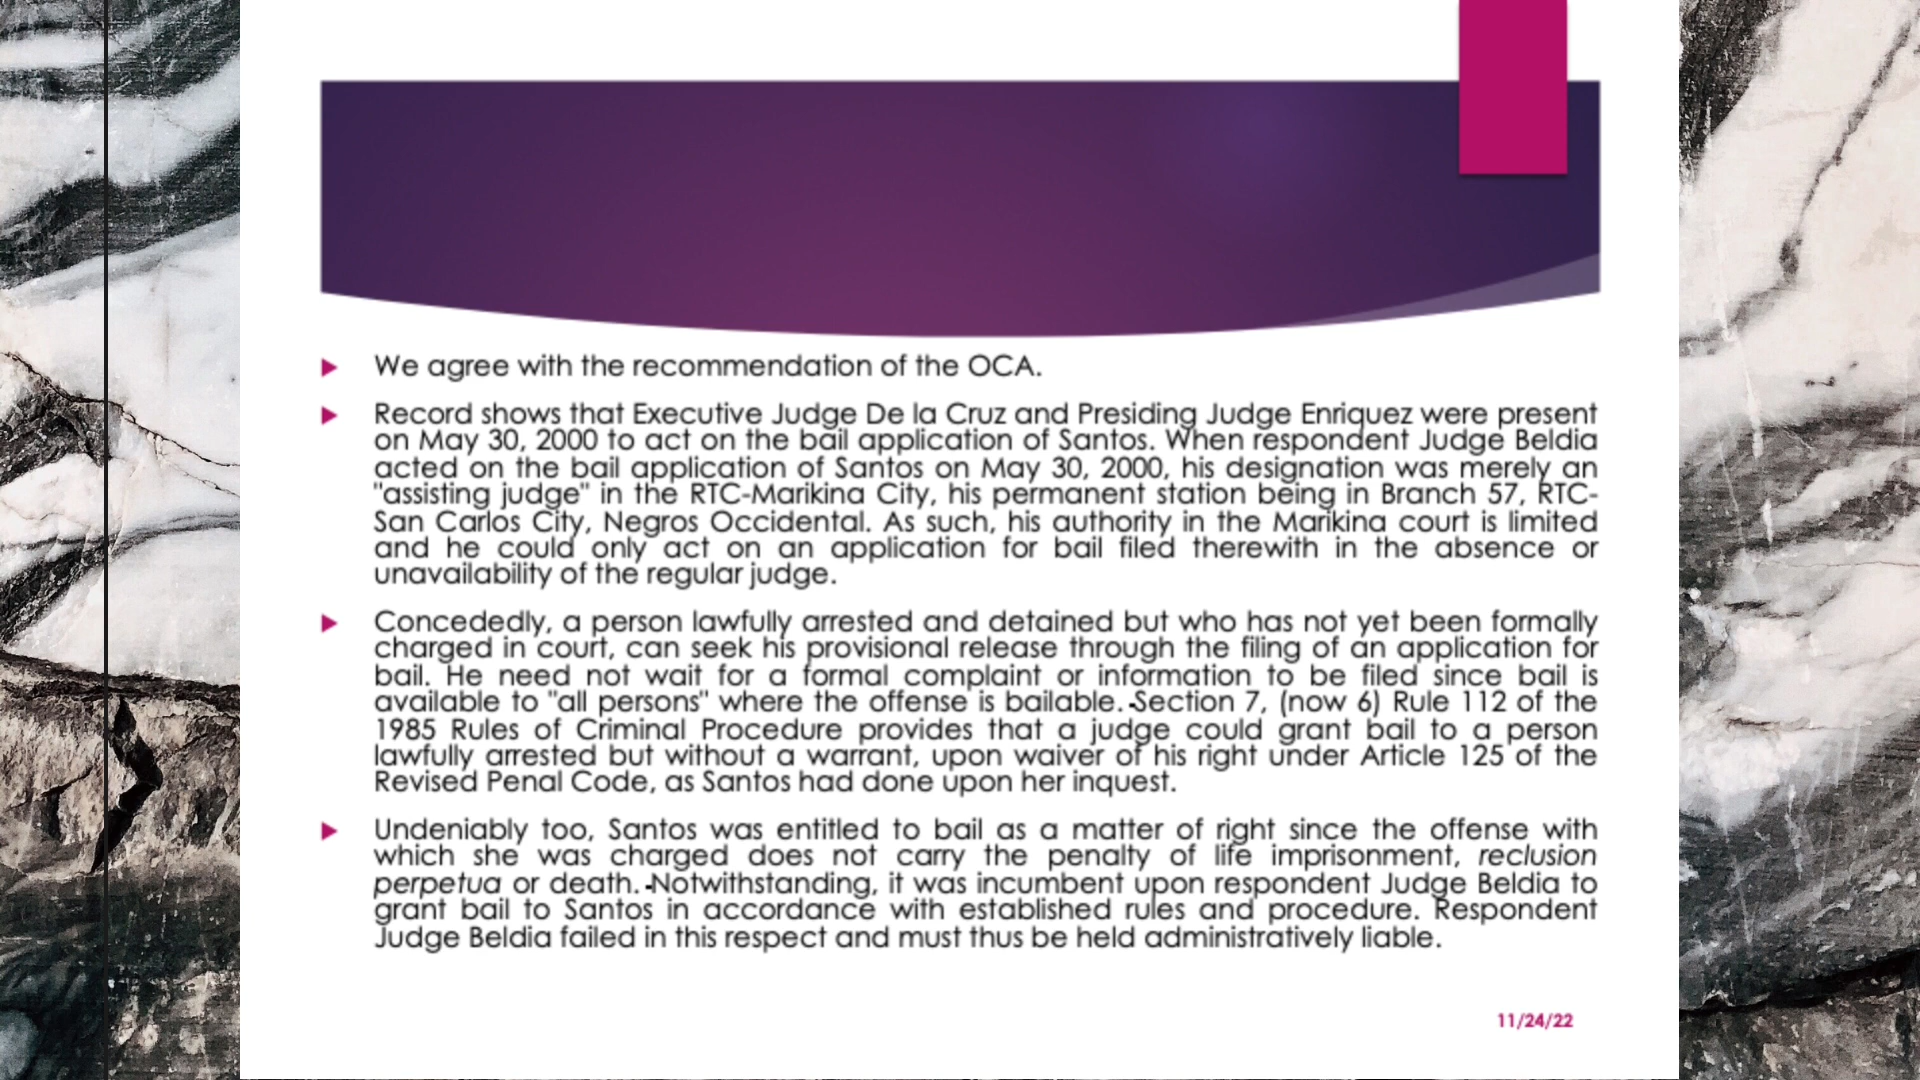 We agree with the recommendation of the OCA.
Record shows that Executive Judge De la Cruz and Presiding Judge Enriquez were present
on May 30, 2000 to act on the bail application of Santos. When respondent Judge Beldia
acted on the bail application of Santos on May 30, 2000, his designation was merely an
"assisting judge" in the RTC-Marikina City, his permanent station being in Branch 57, RTC-
San Carlos City, Negros Occidental. As such, his authority in the Marikina court is limited
and he could only act on an application for bail filed therewith in the absence or
unavailability of the regular judge.
Concededly, a person lawfully arrested and detained but who has not yet been formally
charged in court, can seek his provisional release through the filing of an application for
bail. He need not wait for a formal complaint or information to be filed since bail is
available to "all persons" where the offense is bailable.-Section 7, (now 6) Rule 112 of the
1985 Rules of Criminal Procedure provides that a judge could grant bail to a person
lawfully arrested but without a warrant, upon waiver of his right under Article 125 of the
Revised Penal Code, as Santos had done upon her inquest.
Undeniably too, Santos was entitled to bail as a matter of right since the offense with
which she was charged does not carry the penalty of life imprisonment, reclusion
perpetua or death.-Notwithstanding, it was incumbent upon respondent Judge Beldia to
grant bail to Santos in accordance with established rules and procedure. Respondent
Judge Beldia failed in this respect and must thus be held administratively liable.
11/24/22